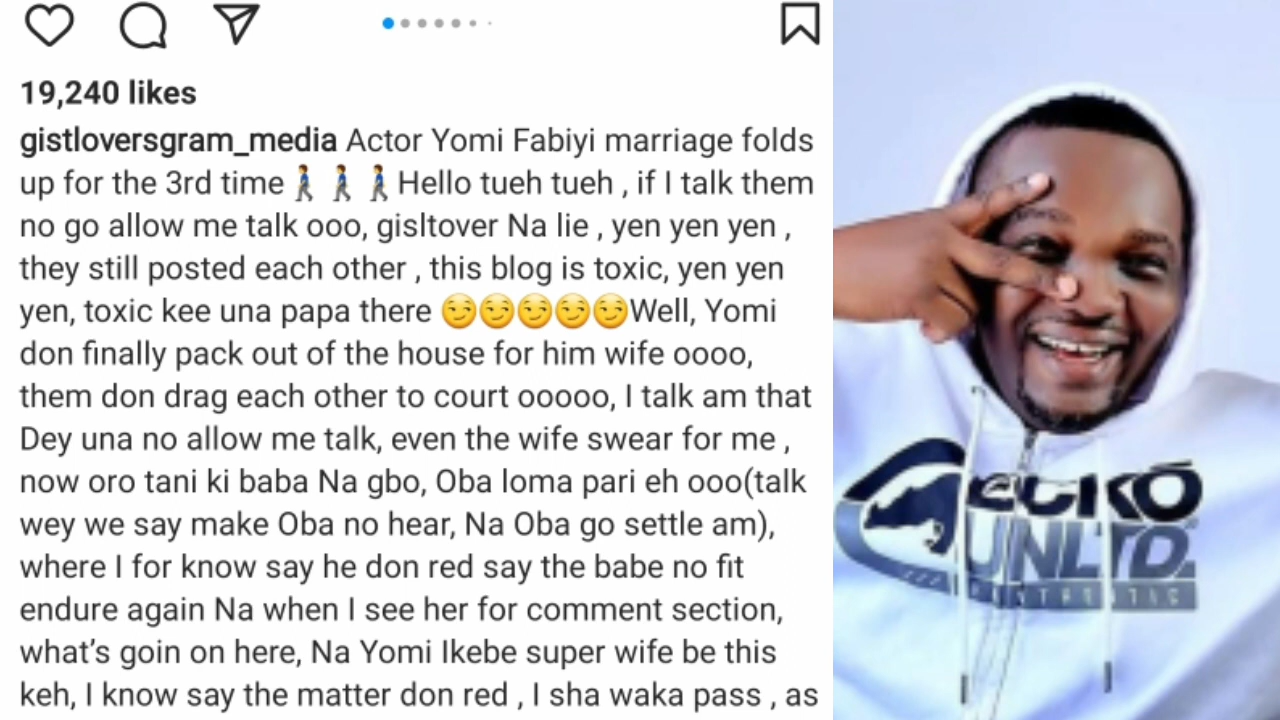 19,240 likes
gistloversgram_media Actor Yomi Fabiyi marriage folds
up for the 3rd time🚶🏽‍♂️🚶🏽‍♂️🚶🏽‍♂️Hello tueh tueh , if I talk them
no go allow me talk ooo, gisltover Na lie , yen yen yen ,
they still posted each other , this blog is toxic, yen yen
yen, toxic kee una papa there 😏😏😏😏😏Well, Yomi
don finally pack out of the house for him wife oooo,
them don drag each other to court ooooo, I talk am that
Dey una no allow me talk, even the wife swear for me ,
now oro tani ki baba Na gbo, Oba loma pari eh ooo(talk
wey we say make Oba no hear, Na Oba go settle am),
where I for know say he don red say the babe no fit
endure again Na when I see her for comment section,
what’s goin on here, Na Yomi Ikebe super wife be this
keh, I know say the matter don red , I sha waka pass , as
ECKŌ
UNLTD.